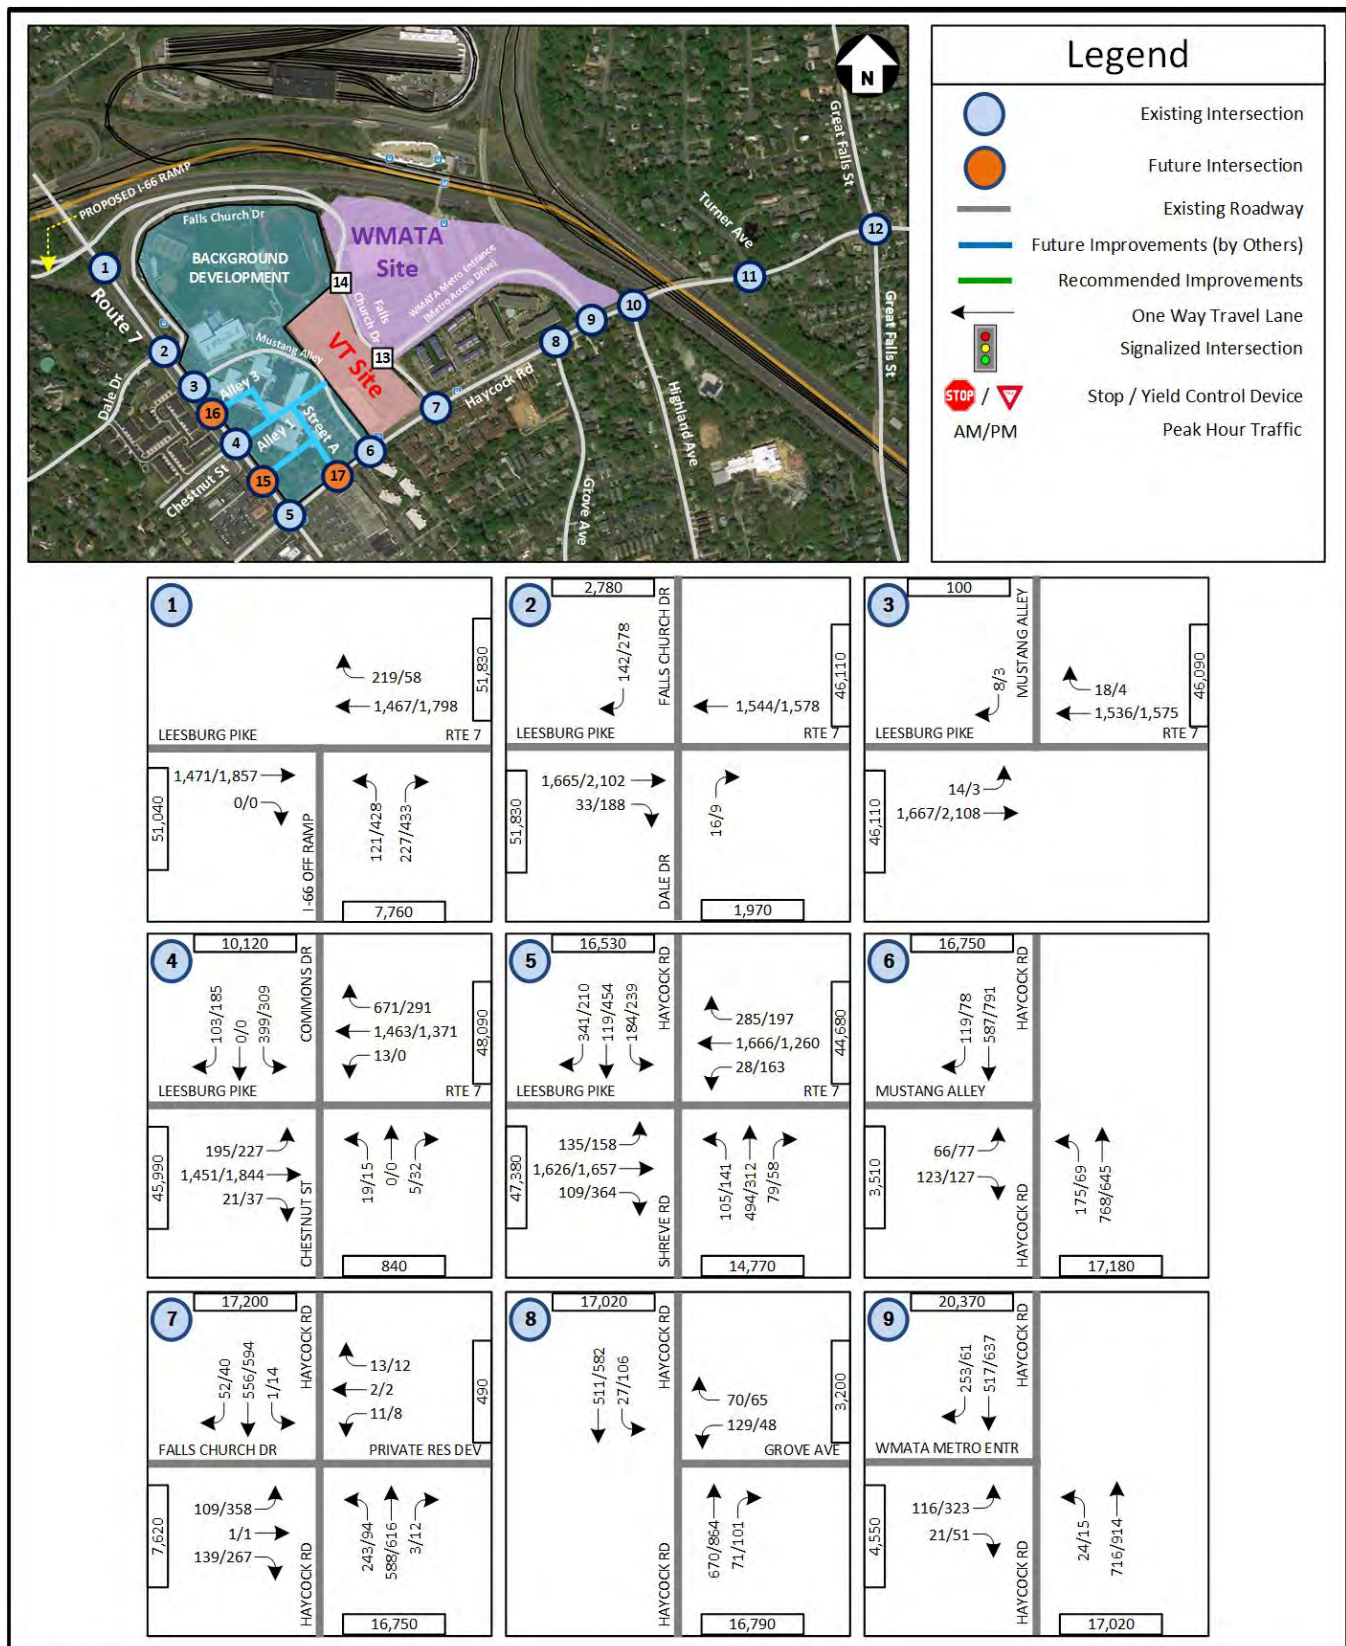 N
PROPOSED I-66 RAMP
Falls Church Dr
BACKGROUND
DEVELOPMENT
WMATA
Site
WMATA Metro Entrance
(Metro Access Drive)
Falls
Church Dr
VT Site
Mustang Alley
Route 7
Dale Dr
Alley 3
Alley 1
Street A
Chestnut St
Haycock Rd
Grove Ave
Highland Ave
Turner Ave
Great Falls St
Great Falls St
1
2
3
16
4
15
5
17
6
7
13
14
8
9
10
11
12
Legend
Existing Intersection
Future Intersection
Existing Roadway
Future Improvements (by Others)
Recommended Improvements
One Way Travel Lane
Signalized Intersection
STOP / Stop / Yield Control Device
AM/PM Peak Hour Traffic
1
219/58
1,467/1,798
51,830
LEESBURG PIKE RTE 7
1,471/1,857
0/0
51,040
I-66 OFF RAMP
121/428
227/433
7,760
2
2,780
142/278
FALLS CHURCH DR
1,544/1,578
46,110
LEESBURG PIKE RTE 7
1,665/2,102
33/188
51,830
DALE DR
16/9
1,970
3
100
8/3
MUSTANG ALLEY
18/4
1,536/1,575
46,090
LEESBURG PIKE RTE 7
14/3
1,667/2,108
46,110
4
10,120
103/185
0/0
399/309
COMMONS DR
671/291
1,463/1,371
13/0
48,090
LEESBURG PIKE RTE 7
195/227
1,451/1,844
21/37
45,990
CHESTNUT ST
19/15
0/0
5/32
840
5
16,530
341/210
119/454
184/239
HAYCOCK RD
285/197
1,666/1,260
28/163
44,680
LEESBURG PIKE RTE 7
135/158
1,626/1,657
109/364
47,380
SHREVE RD
105/141
494/312
79/58
14,770
6
16,750
119/78
587/791
HAYCOCK RD
MUSTANG ALLEY
66/77
123/127
3,510
HAYCOCK RD
175/69
768/645
17,180
7
17,200
52/40
556/594
1/14
HAYCOCK RD
13/12
2/2
11/8
490
FALLS CHURCH DR PRIVATE RES DEV
109/358
1/1
139/267
7,620
HAYCOCK RD
243/94
588/616
3/12
16,750
8
17,020
511/582
27/106
HAYCOCK RD
70/65
129/48
3,200
GROVE AVE
HAYCOCK RD
670/864
71/101
16,790
9
20,370
253/61
517/637
HAYCOCK RD
WMATA METRO ENTR
116/323
21/51
4,550
HAYCOCK RD
24/15
716/914
17,020